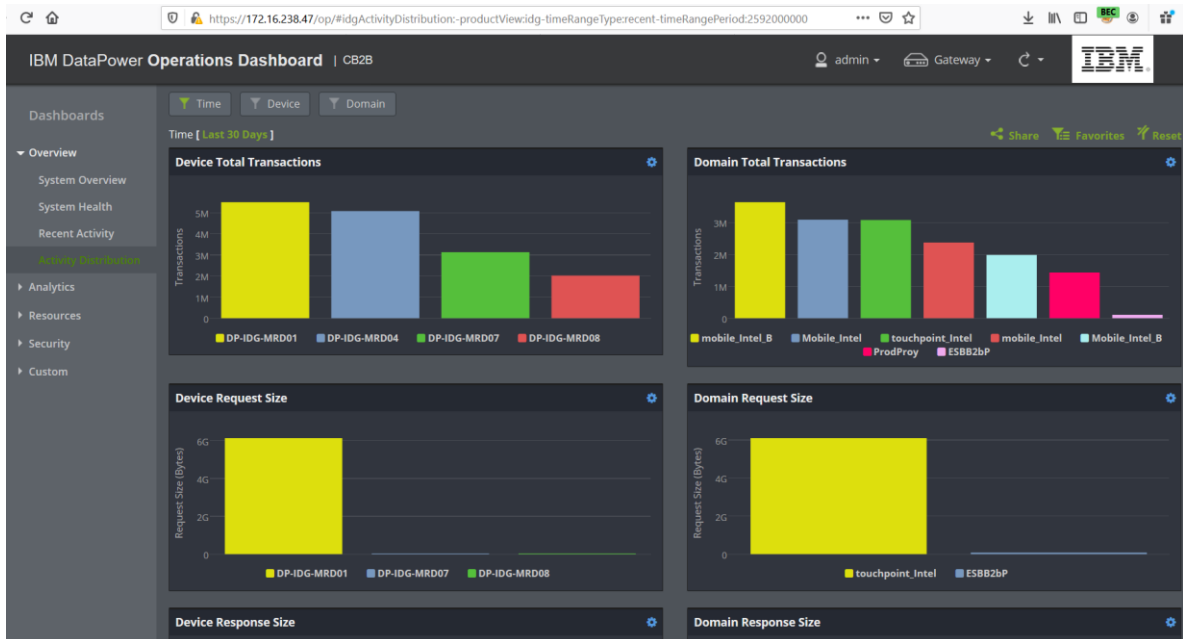 https://172.16.238.47/op/#idgActivityDistribution:-productView:idg-timeRangeType:recent-timeRangePeriod:2592000000
BEC
IBM DataPower Operations Dashboard | CB2B
admin
Gateway
IBM
Dashboards
Overview
System Overview
System Health
Recent Activity
Activity Distribution
Analytics
Resources
Security
Custom
Time Device Domain
Time [ Last 30 Days ]
Share Favorites Reset
Device Total Transactions
Transactions
5M
4M
3M
2M
1M
0
DP-IDG-MRD01 DP-IDG-MRD04 DP-IDG-MRD07 DP-IDG-MRD08
Domain Total Transactions
Transactions
3M
2M
1M
0
mobile_Intel_B Mobile_Intel touchpoint_Intel mobile_Intel Mobile_Intel_B
ProdProy ESBB2bP
Device Request Size
Request Size (Bytes)
6G
4G
2G
0
DP-IDG-MRD01 DP-IDG-MRD07 DP-IDG-MRD08
Domain Request Size
Request Size (Bytes)
6G
4G
2G
0
touchpoint_Intel ESBB2bP
Device Response Size
Domain Response Size